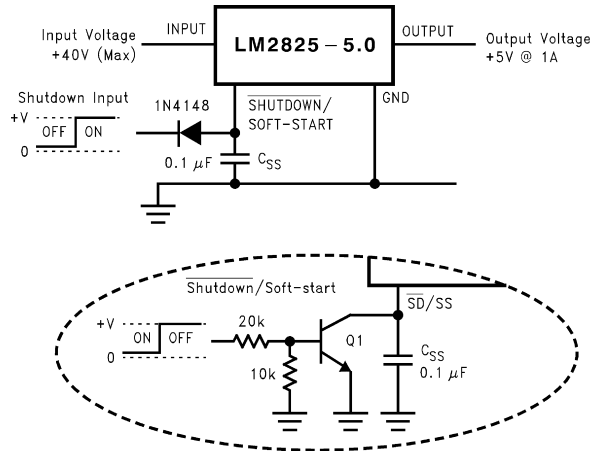 Input Voltage
+40V (Max)
INPUT
LM2825-5.0
OUTPUT
Output Voltage
+5V @ 1A
Shutdown Input
+V
OFF
ON
0
1N4148
SHUTDOWN/
SOFT-START
GND
0.1 μF
CSS
Shutdown/Soft-start
SD/SS
+V
ON
OFF
0
20k
10k
Q1
CSS
0.1 μF